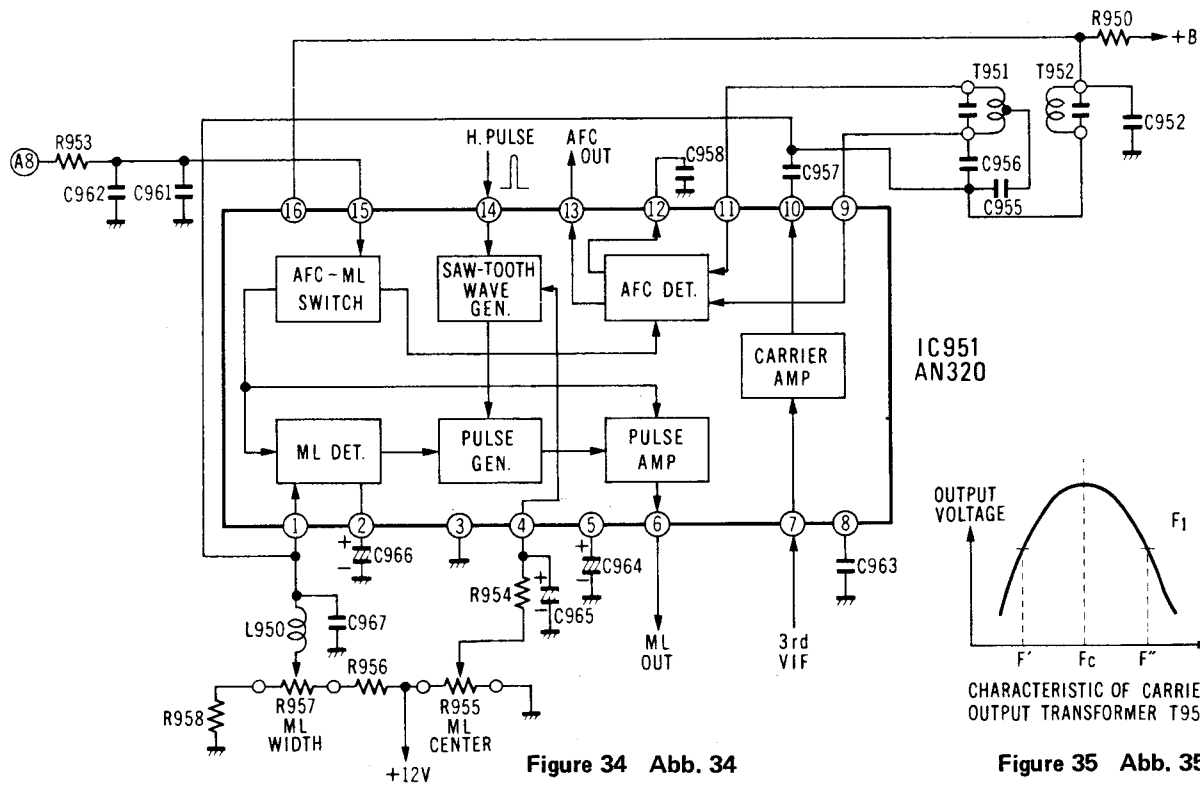 R950
+B
T951
T952
C952
R953
A8
C962
C961
H. PULSE
AFC
OUT
C958
C957
C956
C955
16
15
14
13
12
11
10
9
AFC-ML
SWITCH
SAW-TOOTH
WAVE
GEN.
AFC DET.
CARRIER
AMP
IC951
AN320
ML DET.
PULSE
GEN.
PULSE
AMP
1
2
3
4
5
6
7
8
+
-
C966
R954
+
-
C965
+
-
C964
C963
L950
C967
ML
OUT
3rd
VIF
R956
R958
R957
ML
WIDTH
R955
ML
CENTER
+12V
Figure 34 Abb. 34
OUTPUT
VOLTAGE
F1
F'
Fc
F"
CHARACTERISTIC OF CARRIE
OUTPUT TRANSFORMER T95
Figure 35 Abb. 35